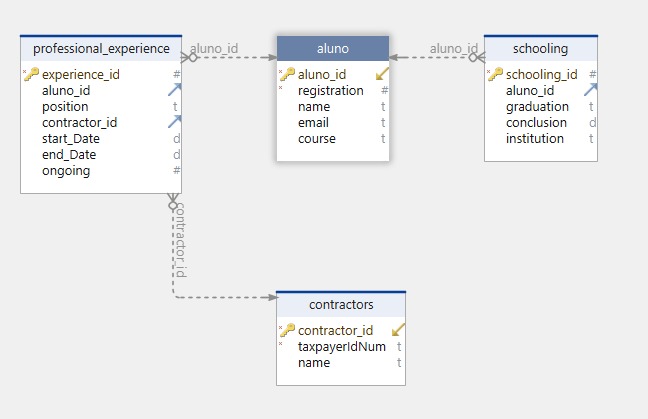 professional_experience
experience_id #
aluno_id
position t
contractor_id
start_Date d
end_Date d
ongoing #
aluno_id
aluno
aluno_id
registration #
name t
email t
course t
aluno_id
schooling
schooling_id #
aluno_id
graduation t
conclusion d
institution t
contractor_id
contractors
contractor_id
taxpayerIdNum t
name t